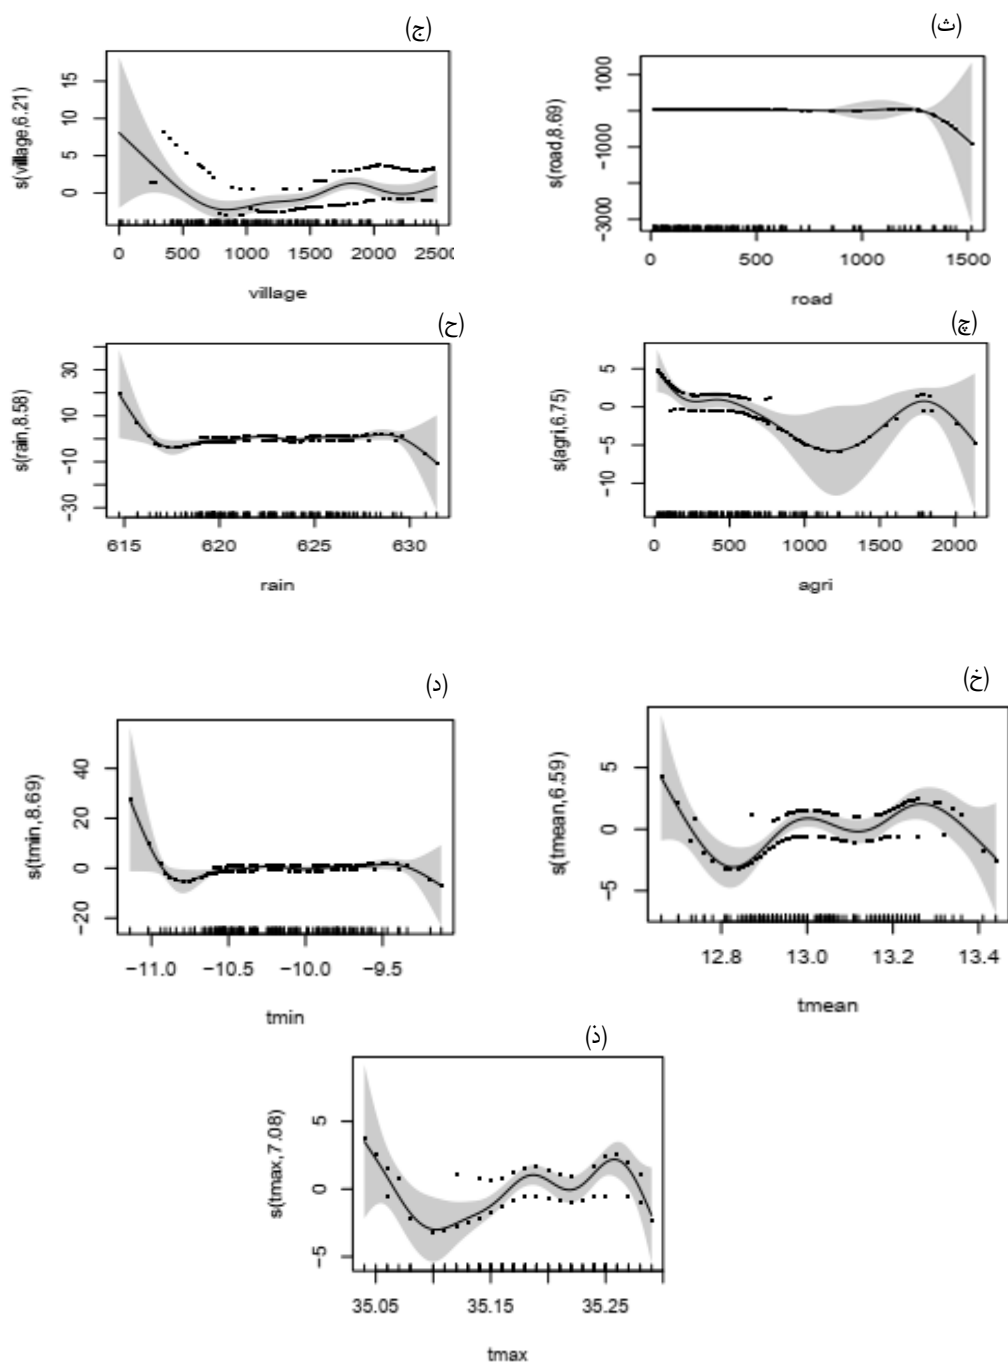 (ج)
s(village,6.21)
15
10
5
0
0 500 1000 1500 2000 2500
village
(ث)
s(road,8.69)
1000
−1000
−3000
0 500 1000 1500
road
(ح)
s(rain,8.58)
30
10
−10
−30
615 620 625 630
rain
(چ)
s(agri,6.75)
5
0
−5
−10
0 500 1000 1500 2000
agri
(د)
s(tmin,8.69)
40
20
0
−20
−11.0 −10.5 −10.0 −9.5
tmin
(خ)
s(tmean,6.59)
5
0
−5
12.8 13.0 13.2 13.4
tmean
(ذ)
s(tmax,7.08)
5
0
−5
35.05 35.15 35.25
tmax